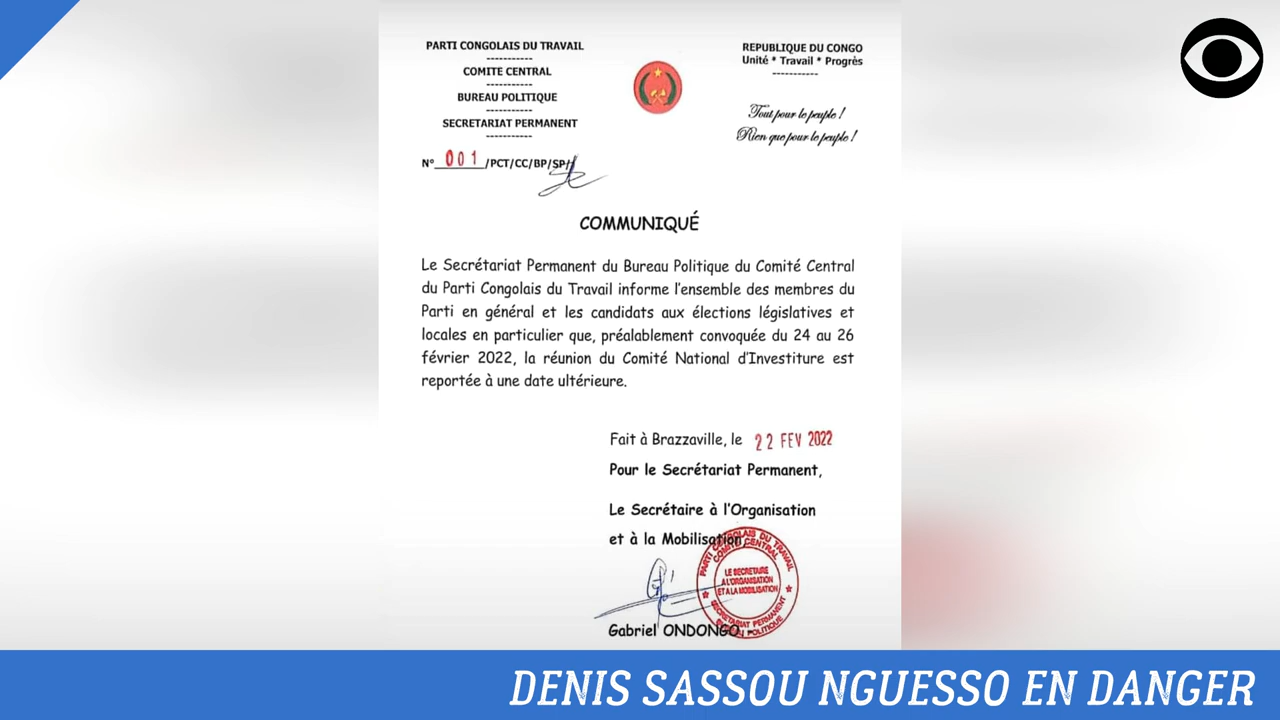 PARTI CONGOLAIS DU TRAVAIL
-----------
COMITE CENTRAL
-----------
BUREAU POLITIQUE
-----------
SECRETARIAT PERMANENT
-----------
N° 001/PCT/CC/BP/SP/
REPUBLIQUE DU CONGO
Unité * Travail * Progrès
-----------
Tout pour le peuple !
Rien que pour le peuple !
COMMUNIQUÉ
Le Secrétariat Permanent du Bureau Politique du Comité Central
du Parti Congolais du Travail informe l'ensemble des membres du
Parti en général et les candidats aux élections législatives et
locales en particulier que, préalablement convoquée du 24 au 26
février 2022, la réunion du Comité National d'Investiture est
reportée à une date ultérieure.
Fait à Brazzaville, le 22 FEV 2022
Pour le Secrétariat Permanent,
Le Secrétaire à l'Organisation
et à la Mobilisation,
PARTI CONGOLAIS DU TRAVAIL
COMITE CENTRAL
LE SECRETAIRE
A L'ORGANISATION
ET A LA MOBILISATION
SECRETARIAT PERMANENT
POLITIQUE
Gabriel ONDONGO.-
DENIS SASSOU NGUESSO EN DANGER